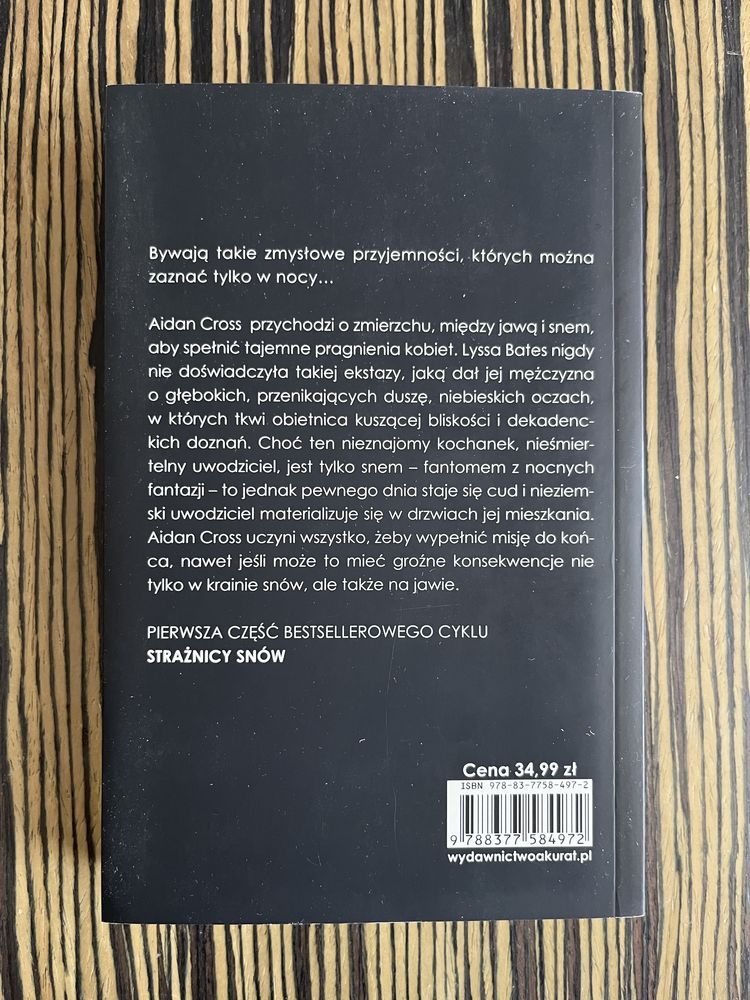 Bywają takie zmysłowe przyjemności, których można
zaznać tylko w nocy...
Aidan Cross przychodzi o zmierzchu, między jawą i snem,
aby spełnić tajemne pragnienia kobiet. Lyssa Bates nigdy
nie doświadczyła takiej ekstazy, jaką dał jej mężczyzna
o głębokich, przenikających duszę, niebieskich oczach,
w których tkwi obietnica kuszącej bliskości i dekadenc-
kich doznań. Choć ten nieznajomy kochanek, nieśmier-
telny uwodziciel, jest tylko snem – fantomem z nocnych
fantazji – to jednak pewnego dnia staje się cud i nieziem-
ski uwodziciel materializuje się w drzwiach jej mieszkania.
Aidan Cross uczyni wszystko, żeby wypełnić misję do koń-
ca, nawet jeśli może to mieć groźne konsekwencje nie
tylko w krainie snów, ale także na jawie.
PIERWSZA CZĘŚĆ BESTSELLEROWEGO CYKLU
STRAŻNICY SNÓW
Cena 34,99 zł
ISBN 978-83-7758-497-2
9 788377 584972
wydawnictwoakurat.pl